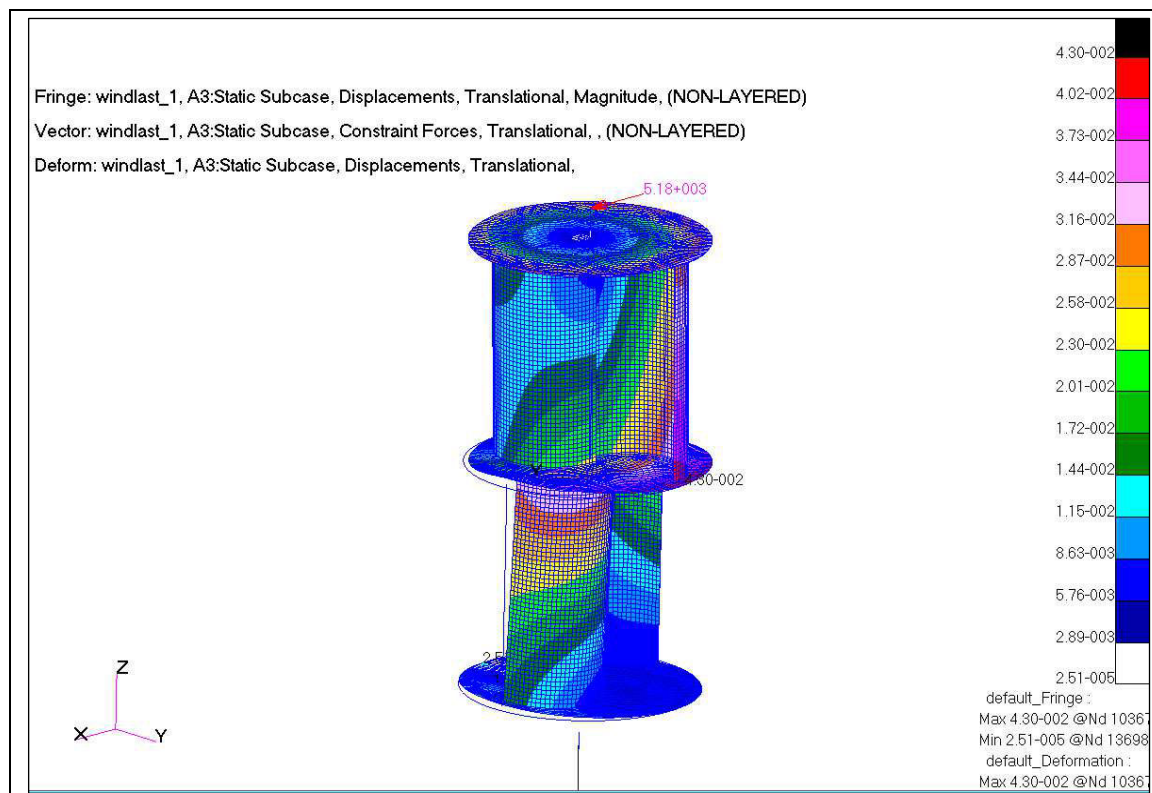 4.30-002
4.02-002
Fringe: windlast_1, A3:Static Subcase, Displacements, Translational, Magnitude, (NON-LAYERED)
3.73-002
Vector: windlast_1, A3:Static Subcase, Constraint Forces, Translational, , (NON-LAYERED)
3.44-002
Deform: windlast_1, A3:Static Subcase, Displacements, Translational,
5.18+003
3.16-002
2.87-002
2.58-002
2.30-002
2.01-002
1.72-002
1.44-002
4.30-002
1.15-002
8.63-003
5.76-003
2.89-003
2.51-005
Z
X
Y
default_Fringe :
Max 4.30-002 @Nd 10367
Min 2.51-005 @Nd 13698
default_Deformation :
Max 4.30-002 @Nd 10367